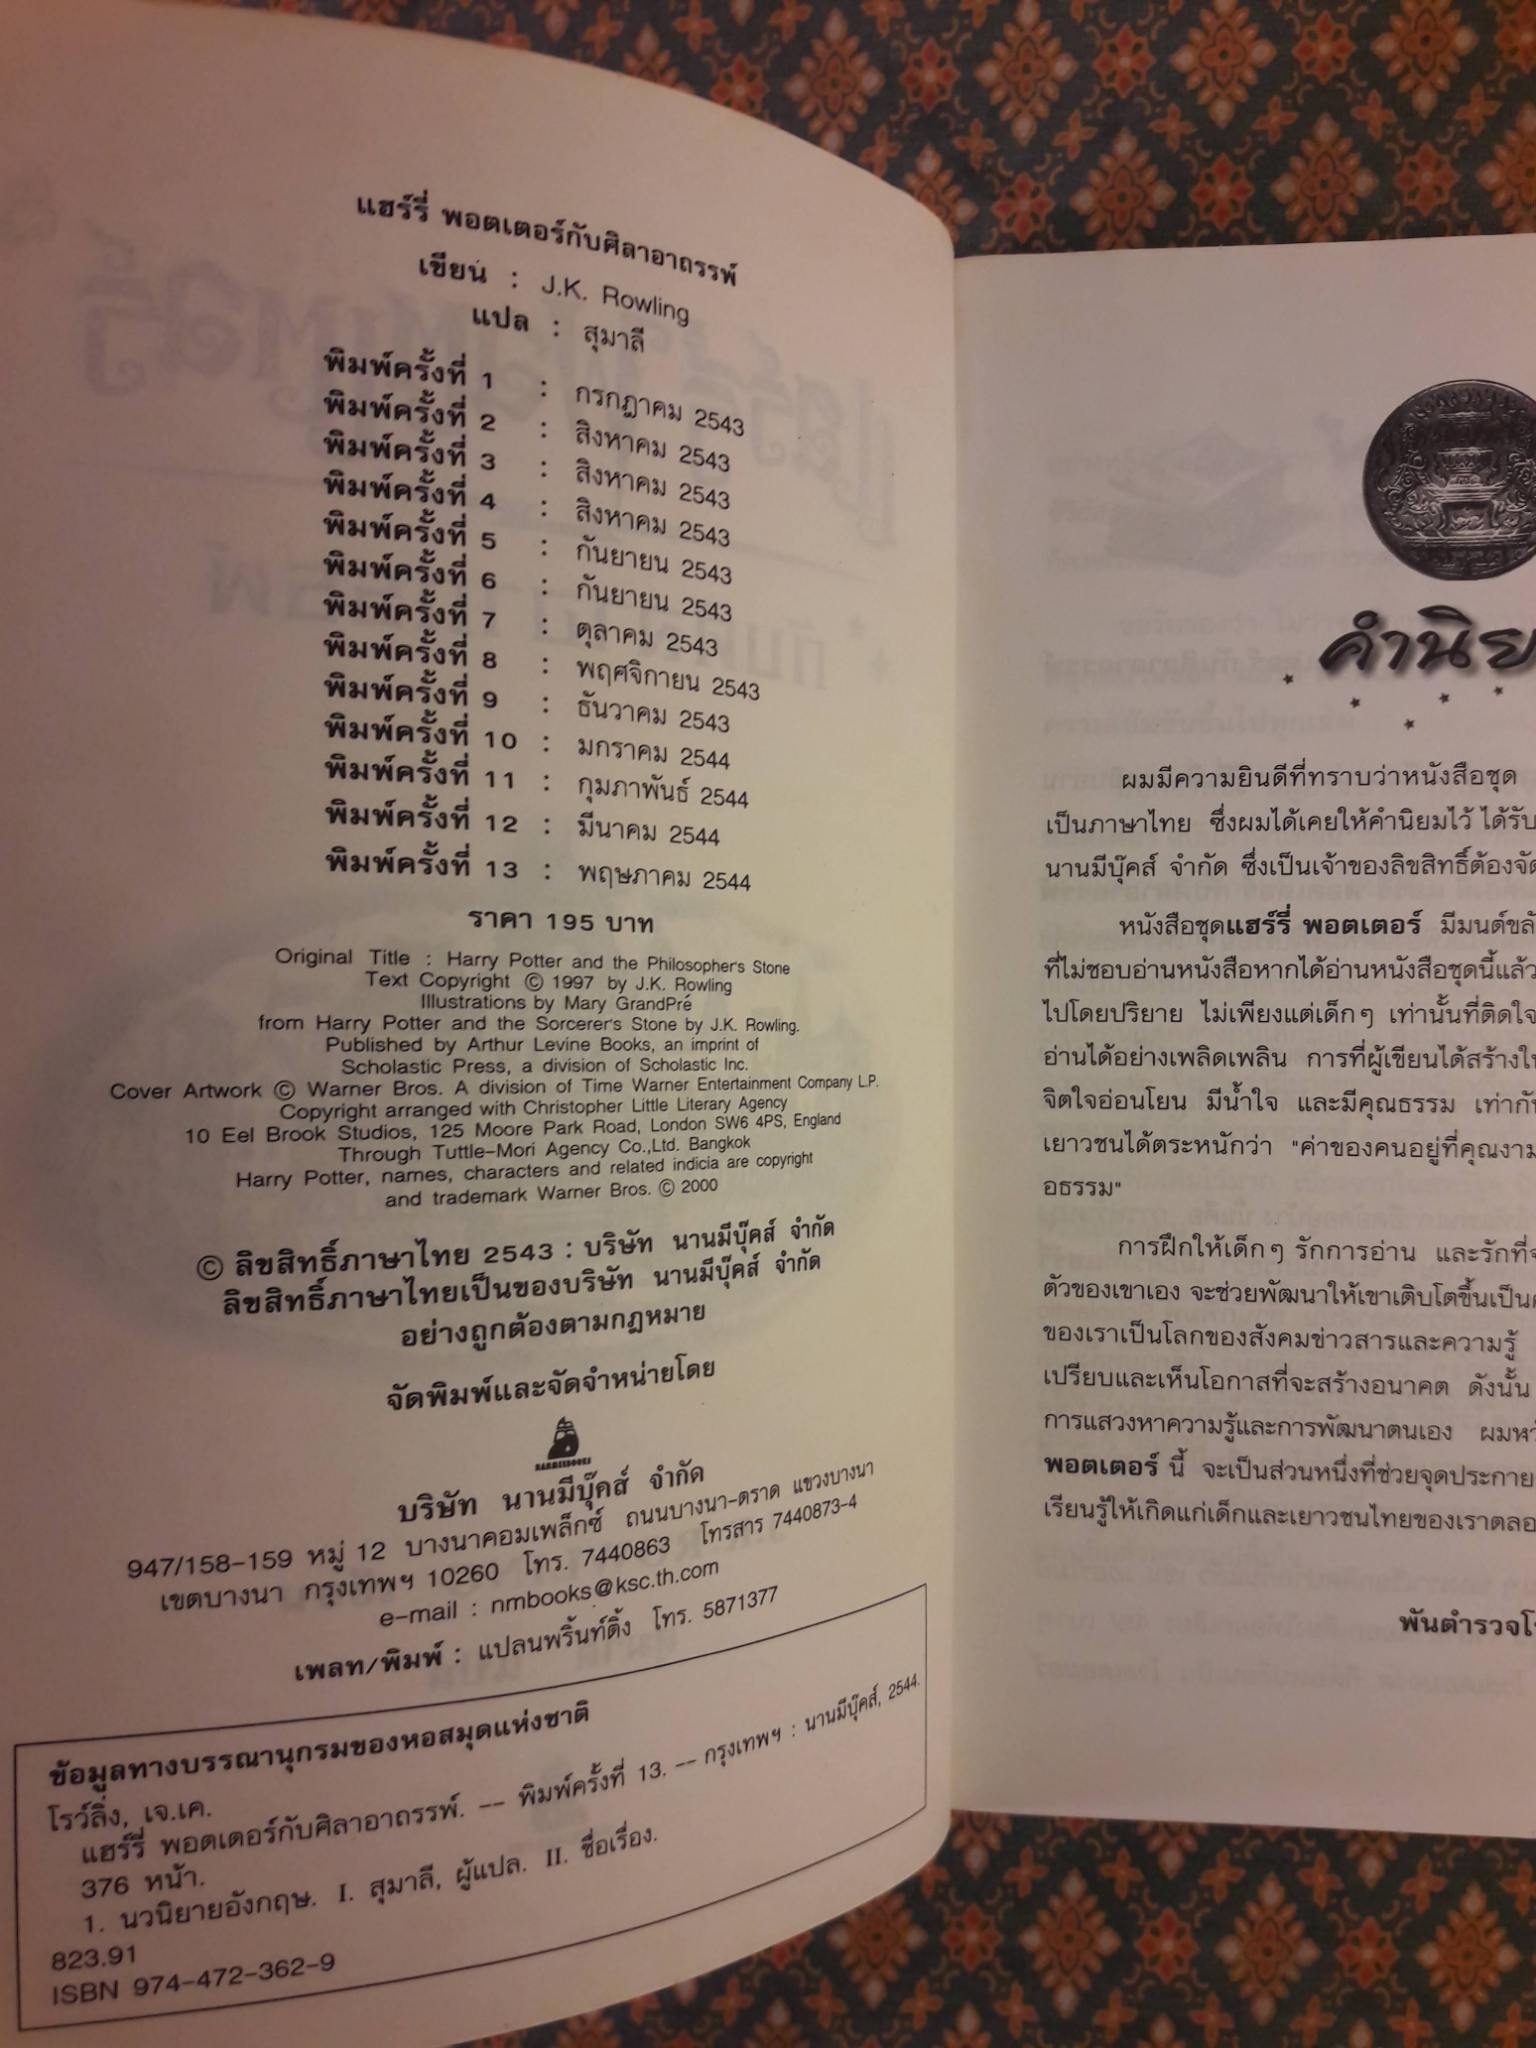 แฮร์รี่ พอตเตอร์กับศิลาอาถรรพ์
เขียน : J.K. Rowling
แปล : สุมาลี
พิมพ์ครั้งที่ 1 : กรกฎาคม 2543
พิมพ์ครั้งที่ 2 : สิงหาคม 2543
พิมพ์ครั้งที่ 3 : สิงหาคม 2543
พิมพ์ครั้งที่ 4 : สิงหาคม 2543
พิมพ์ครั้งที่ 5 : กันยายน 2543
พิมพ์ครั้งที่ 6 : กันยายน 2543
พิมพ์ครั้งที่ 7 : ตุลาคม 2543
พิมพ์ครั้งที่ 8 : พฤศจิกายน 2543
พิมพ์ครั้งที่ 9 : ธันวาคม 2543
พิมพ์ครั้งที่ 10 : มกราคม 2544
พิมพ์ครั้งที่ 11 : กุมภาพันธ์ 2544
พิมพ์ครั้งที่ 12 : มีนาคม 2544
พิมพ์ครั้งที่ 13 : พฤษภาคม 2544
ราคา 195 บาท
Original Title : Harry Potter and the Philosopher's Stone
Text Copyright © 1997 by J.K. Rowling
Illustrations by Mary GrandPré
from Harry Potter and the Sorcerer's Stone by J.K. Rowling.
Published by Arthur Levine Books, an imprint of
Scholastic Press, a division of Scholastic Inc.
Cover Artwork © Warner Bros. A division of Time Warner Entertainment Company L.P.
Copyright arranged with Christopher Little Literary Agency
10 Eel Brook Studios, 125 Moore Park Road, London SW6 4PS, England
Through Tuttle-Mori Agency Co.,Ltd. Bangkok
Harry Potter, names, characters and related indicia are copyright
and trademark Warner Bros. © 2000
© ลิขสิทธิ์ภาษาไทย 2543 : บริษัท นานมีบุ๊คส์ จำกัด
ลิขสิทธิ์ภาษาไทยเป็นของบริษัท นานมีบุ๊คส์ จำกัด
อย่างถูกต้องตามกฎหมาย
จัดพิมพ์และจัดจำหน่ายโดย
NANMEEBOOKS
บริษัท นานมีบุ๊คส์ จำกัด
947/158-159 หมู่ 12 บางนาคอมเพล็กซ์ ถนนบางนา-ตราด แขวงบางนา
เขตบางนา กรุงเทพฯ 10260 โทร. 7440863 โทรสาร 7440873-4
e-mail : nmbooks@ksc.th.com
เพลท/พิมพ์ : แปลนพริ้นท์ติ้ง โทร. 5871377
ข้อมูลทางบรรณานุกรมของหอสมุดแห่งชาติ
โรว์ลิ่ง, เจ.เค.
แฮร์รี่ พอตเตอร์กับศิลาอาถรรพ์. -- พิมพ์ครั้งที่ 13. -- กรุงเทพฯ : นานมีบุ๊คส์, 2544.
376 หน้า.
1. นวนิยายอังกฤษ. I. สุมาลี, ผู้แปล. II. ชื่อเรื่อง.
823.91
ISBN 974-472-362-9
คำนิย
ผมมีความยินดีที่ทราบว่าหนังสือชุด
เป็นภาษาไทย ซึ่งผมได้เคยให้คำนิยมไว้ ได้รับ
นานมีบุ๊คส์ จำกัด ซึ่งเป็นเจ้าของลิขสิทธิ์ต้องจัด
หนังสือชุดแฮร์รี่ พอตเตอร์ มีมนต์ขลั
ที่ไม่ชอบอ่านหนังสือหากได้อ่านหนังสือชุดนี้แล้ว
ไปโดยปริยาย ไม่เพียงแต่เด็กๆ เท่านั้นที่ติดใจ
อ่านได้อย่างเพลิดเพลิน การที่ผู้เขียนได้สร้างให
จิตใจอ่อนโยน มีน้ำใจ และมีคุณธรรม เท่ากั
เยาวชนได้ตระหนักว่า "ค่าของคนอยู่ที่คุณงาม
อธรรม"
การฝึกให้เด็กๆ รักการอ่าน และรักที่จ
ตัวของเขาเอง จะช่วยพัฒนาให้เขาเติบโตขึ้นเป็น
ของเราเป็นโลกของสังคมข่าวสารและความรู้
เปรียบและเห็นโอกาสที่จะสร้างอนาคต ดังนั้น
การแสวงหาความรู้และการพัฒนาตนเอง ผมหวั
พอตเตอร์ นี้ จะเป็นส่วนหนึ่งที่ช่วยจุดประกาย
เรียนรู้ให้เกิดแก่เด็กและเยาวชนไทยของเราตลอ
พันตำรวจโ